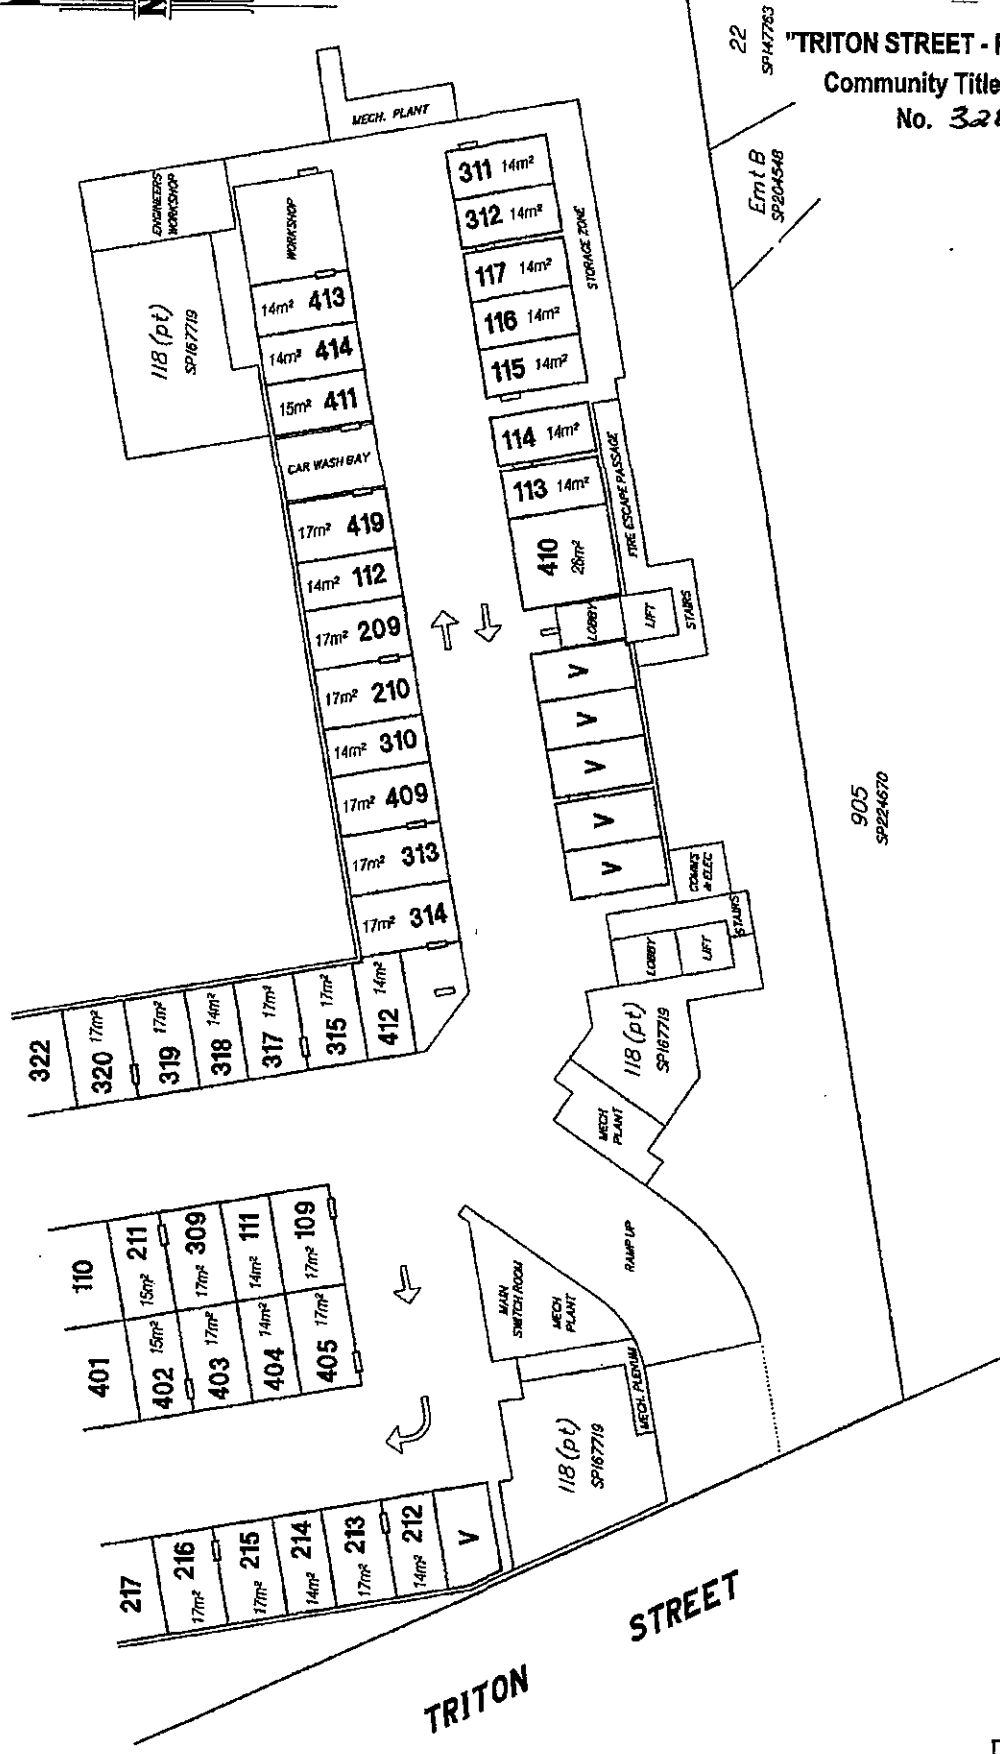 22
SP147763
"TRITON STREET -
Community Title
No. 328
MECH. PLANT
Emt B
SP204548
ENGINEERS
WORKSHOP
WORKSHOP
118 (pt)
SP167719
311 14m²
312 14m²
STORAGE ZONE
117 14m²
116 14m²
115 14m²
114 14m²
113 14m²
FIRE ESCAPE PASSAGE
410
26m²
14m² 413
14m² 414
15m² 411
CAR WASH BAY
17m² 419
14m² 112
17m² 209
17m² 210
14m² 310
17m² 409
17m² 313
17m² 314
LOBBY
LIFT
STAIRS
V
V
V
V
V
COMMS
& ELEC
905
SP224670
LOBBY
LIFT
STAIRS
322
320 17m²
319 17m²
318 14m²
317 17m²
315 17m²
412 14m²
118 (pt)
SP167719
MECH
PLANT
110
15m² 211
17m² 309
14m² 111
17m² 109
401
402 15m²
403 17m²
404 14m²
405 17m²
MAIN
SWITCH ROOM
MECH
PLANT
RAMP UP
MECH. PLENUM
118 (pt)
SP167719
217
17m² 216
17m² 215
14m² 214
17m² 213
14m² 212
V
TRITON STREET